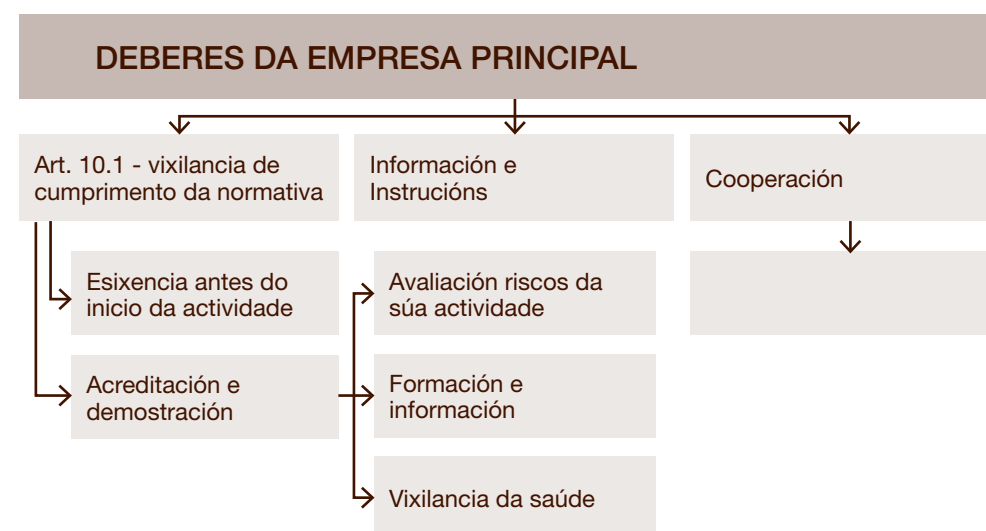 DEBERES DA EMPRESA PRINCIPAL
Art. 10.1 - vixilancia de
cumprimento da normativa
Información e
Instrucións
Cooperación
Esixencia antes do
inicio da actividade
Avaliación riscos da
súa actividade
Acreditación e
demostración
Formación e
información
Vixilancia da saúde